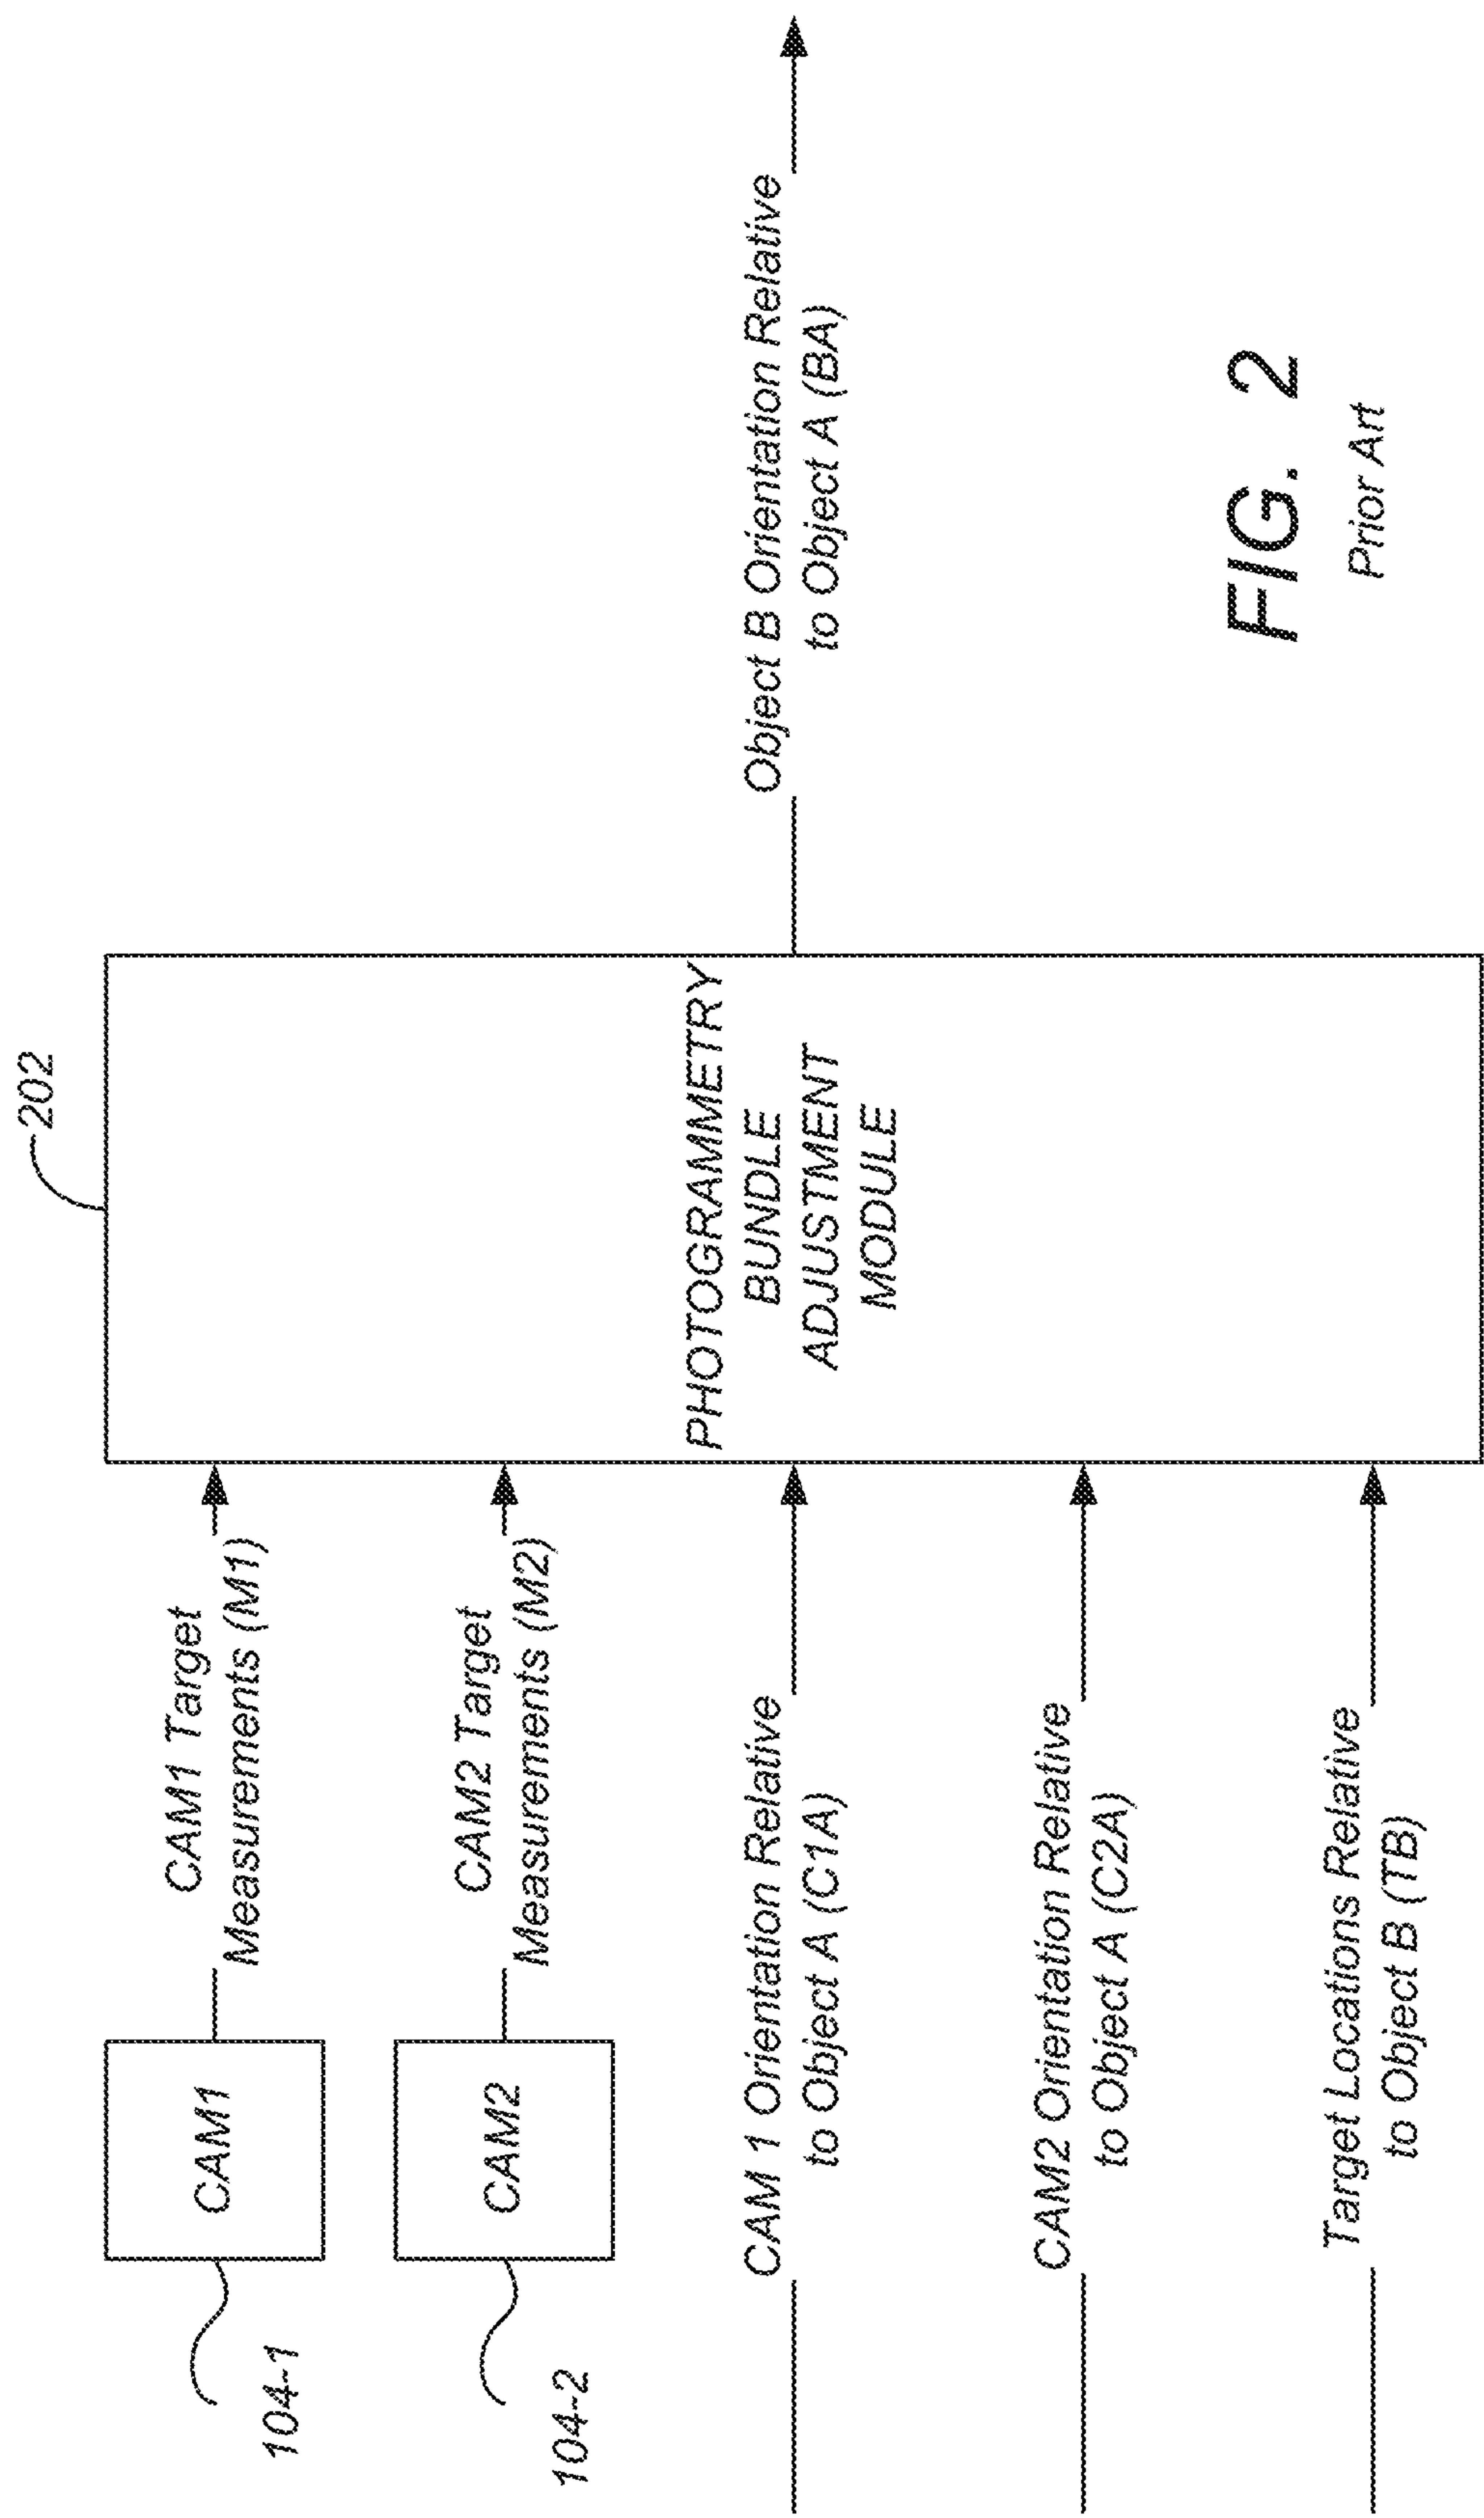 202
104-1
CAM1
CAM1 Target
Measurements (M1)
104-2
CAM2
CAM2 Target
Measurements (M2)
CAM 1 Orientation Relative
to Object A (C1A)
CAM2 Orientation Relative
to Object A (C2A)
Target Locations Relative
to Object B (TB)
PHOTOGRAMMETRY
BUNDLE
ADJUSTMENT
MODULE
Object B Orientation Relative
to Object A (BA)
FIG. 2
Prior Art